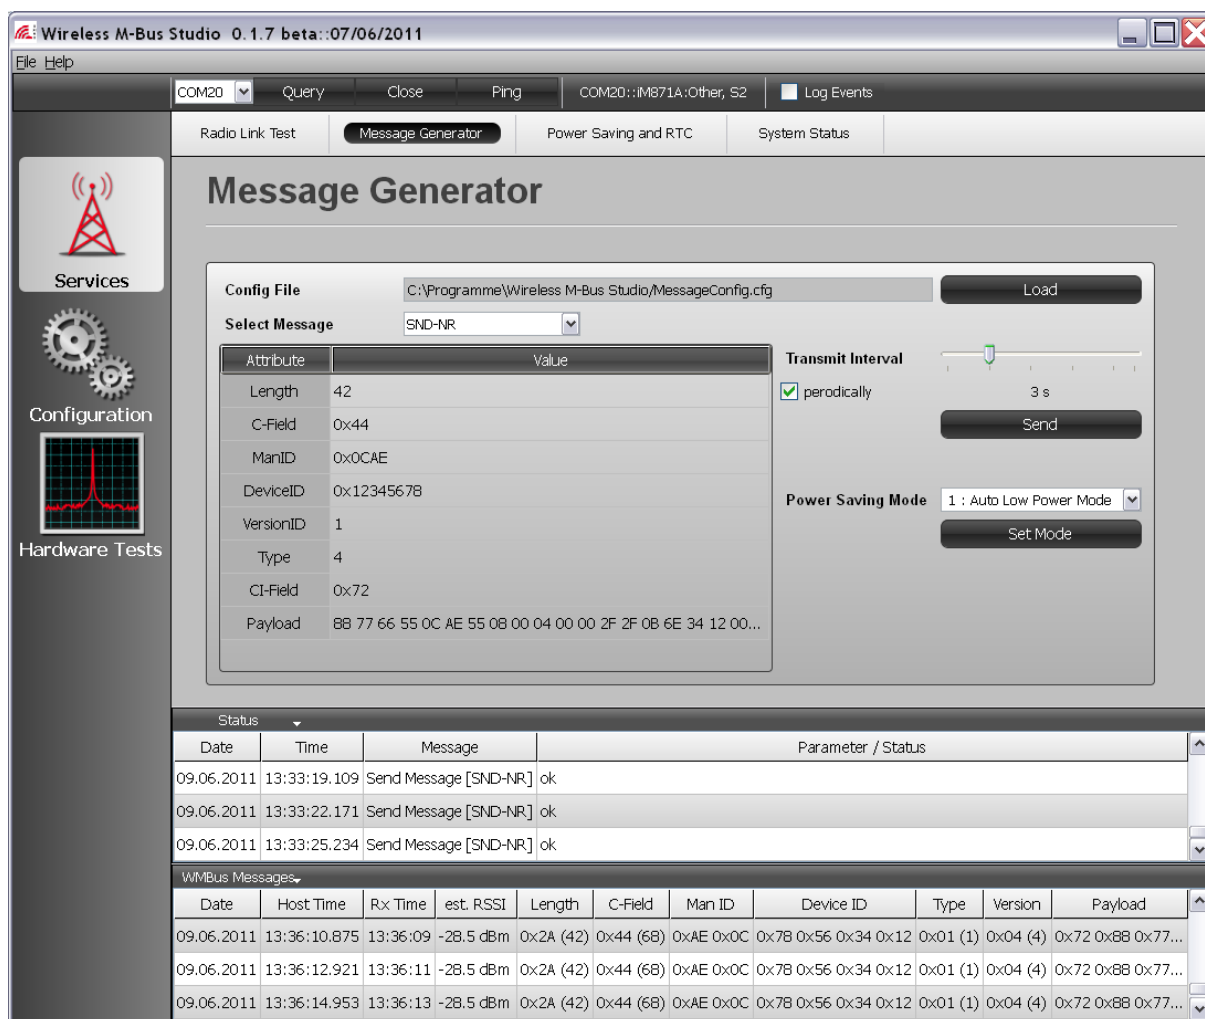 Wireless M-Bus Studio 0.1.7 beta::07/06/2011
File Help
COM20 Query Close Ping COM20::iM871A:Other, S2 Log Events
Radio Link Test Message Generator Power Saving and RTC System Status
Services
Configuration
Hardware Tests
Message Generator
Config File C:\Programme\Wireless M-Bus Studio/MessageConfig.cfg Load
Select Message SND-NR
Attribute Value
Length 42
C-Field 0x44
ManID 0x0CAE
DeviceID 0x12345678
VersionID 1
Type 4
CI-Field 0x72
Payload 88 77 66 55 0C AE 55 08 00 04 00 00 2F 2F 0B 6E 34 12 00...
Transmit Interval
perodically 3 s
Send
Power Saving Mode 1 : Auto Low Power Mode
Set Mode
Status
Date Time Message Parameter / Status
09.06.2011 13:33:19.109 Send Message [SND-NR] ok
09.06.2011 13:33:22.171 Send Message [SND-NR] ok
09.06.2011 13:33:25.234 Send Message [SND-NR] ok
WMBus Messages
Date Host Time Rx Time est. RSSI Length C-Field Man ID Device ID Type Version Payload
09.06.2011 13:36:10.875 13:36:09 -28.5 dBm 0x2A (42) 0x44 (68) 0xAE 0x0C 0x78 0x56 0x34 0x12 0x01 (1) 0x04 (4) 0x72 0x88 0x77...
09.06.2011 13:36:12.921 13:36:11 -28.5 dBm 0x2A (42) 0x44 (68) 0xAE 0x0C 0x78 0x56 0x34 0x12 0x01 (1) 0x04 (4) 0x72 0x88 0x77...
09.06.2011 13:36:14.953 13:36:13 -28.5 dBm 0x2A (42) 0x44 (68) 0xAE 0x0C 0x78 0x56 0x34 0x12 0x01 (1) 0x04 (4) 0x72 0x88 0x77...